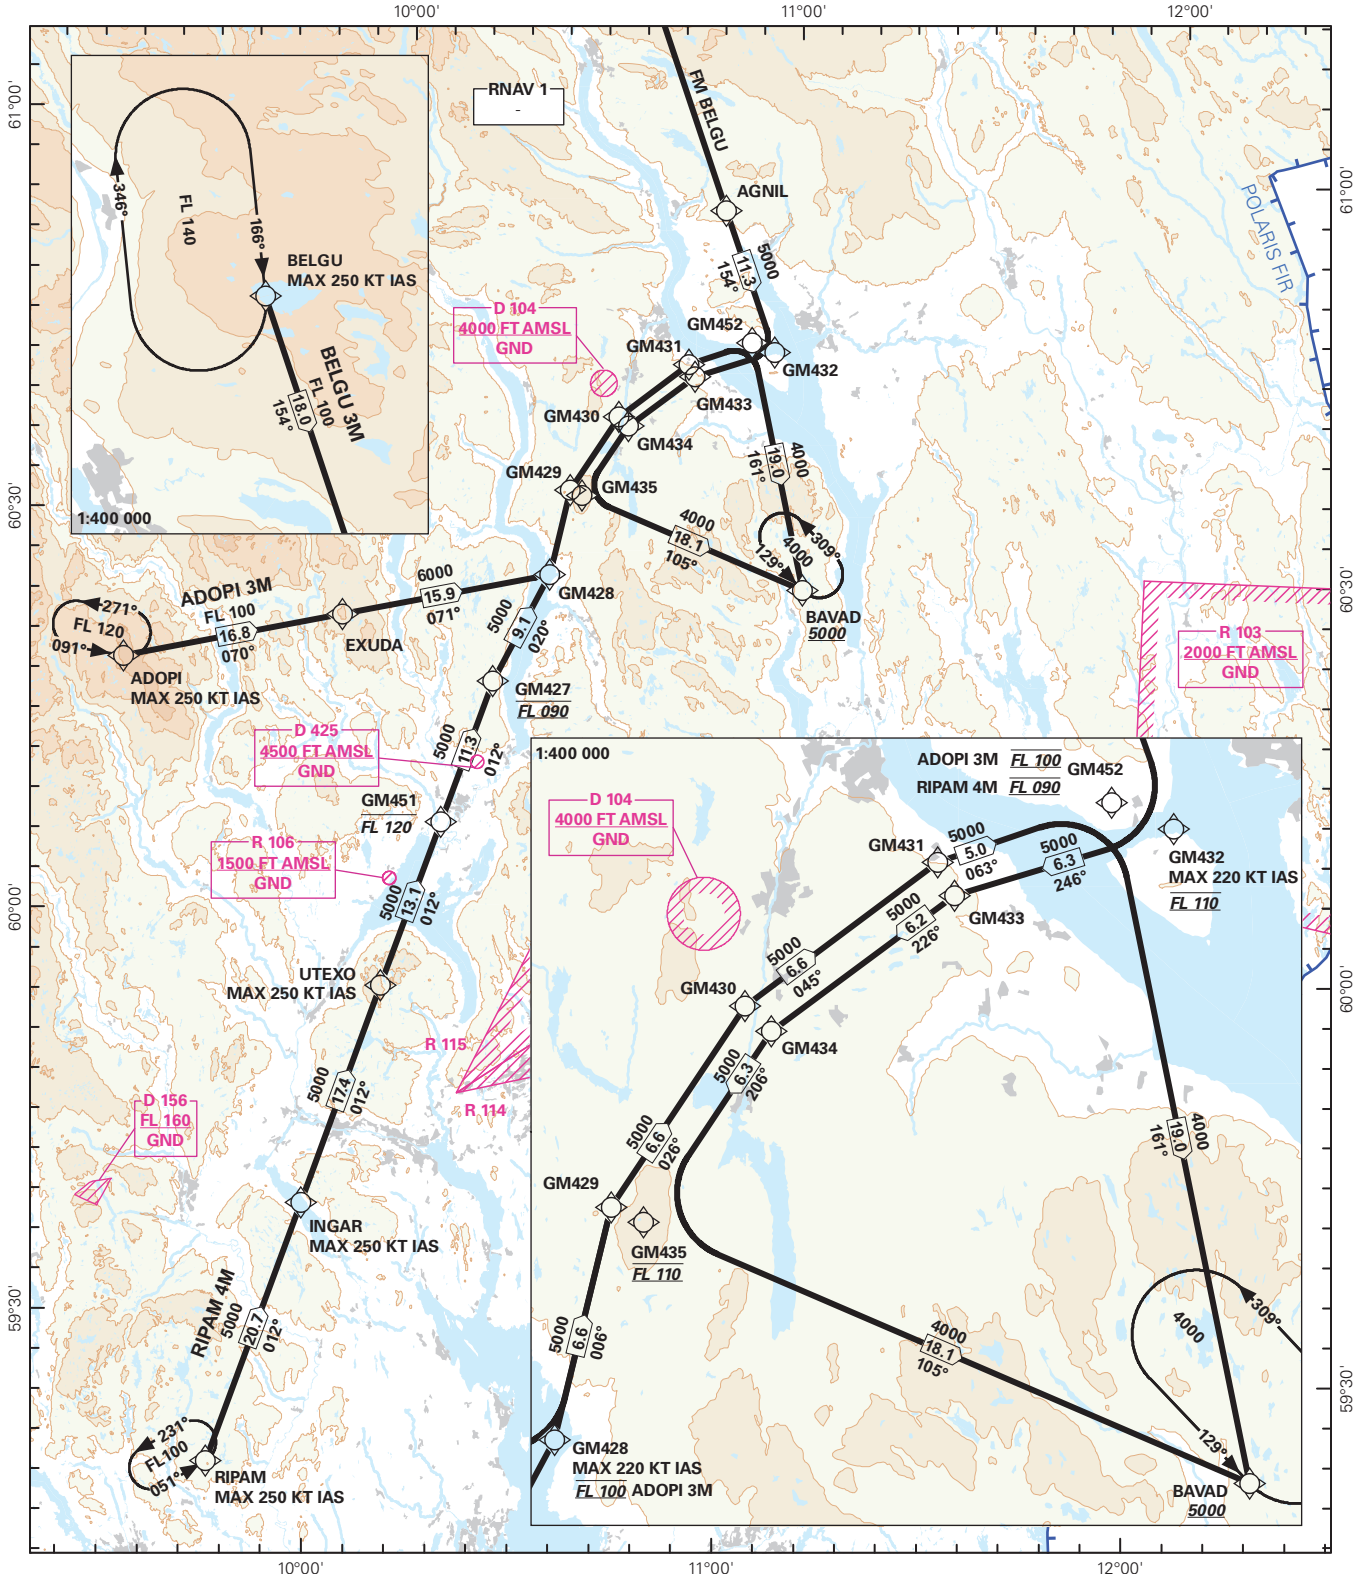 10°00'
11°00'
12°00'
61°00'
60°30'
60°00'
59°30'
61°00'
60°30'
60°00'
59°30'
10°00'
11°00'
12°00'
RNAV 1
-
346°
FL 140
166°
BELGU
MAX 250 KT IAS
BELGU 3M
FL 100
18.0
154°
1:400 000
FM BELGU
AGNIL
5000
11.3
154°
POLARIS FIR
D 104
4000 FT AMSL
GND
GM452
GM431
GM432
GM433
GM430
GM434
GM429
GM435
4000
19.0
161°
4000
18.1
105°
309°
4000
129°
BAVAD
5000
ADOPI 3M
FL 100
16.8
070°
6000
15.9
071°
GM428
271°
FL 120
091°
EXUDA
ADOPI
MAX 250 KT IAS
5000
9.1
020°
GM427
FL 090
R 103
2000 FT AMSL
GND
D 425
4500 FT AMSL
GND
5000
11.3
012°
GM451
FL 120
R 106
1500 FT AMSL
GND
5000
13.1
012°
UTEXO
MAX 250 KT IAS
R 115
R 114
5000
17.4
012°
D 156
FL 160
GND
INGAR
MAX 250 KT IAS
RIPAM 4M
5000
20.7
012°
231°
FL100
051°
RIPAM
MAX 250 KT IAS
1:400 000
ADOPI 3M FL 100
RIPAM 4M FL 090
GM452
D 104
4000 FT AMSL
GND
GM431
5000
5.0
063°
5000
6.3
246°
GM432
MAX 220 KT IAS
FL 110
GM433
5000
6.2
226°
5000
6.6
045°
GM430
GM434
5000
6.3
206°
5000
6.6
026°
GM429
GM435
FL 110
4000
19.0
161°
5000
6.6
006°
4000
18.1
105°
309°
4000
129°
GM428
MAX 220 KT IAS
FL 100 ADOPI 3M
BAVAD
5000